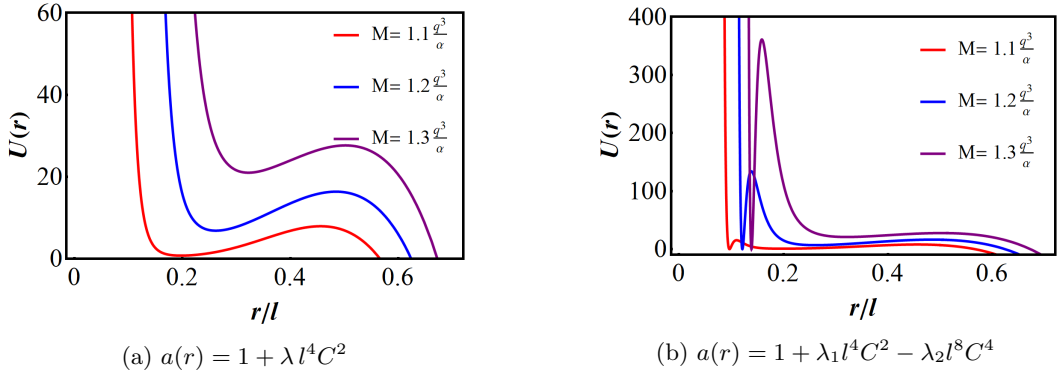 60
40
20
0
U(r)
M= 1.1 q³/α
M= 1.2 q³/α
M= 1.3 q³/α
0
0.2
0.4
0.6
r/l
(a) a(r) = 1 + λ l⁴C²
400
300
200
100
0
U(r)
M= 1.1 q³/α
M= 1.2 q³/α
M= 1.3 q³/α
0
0.2
0.4
0.6
r/l
(b) a(r) = 1 + λ₁l⁴C² − λ₂l⁸C⁴